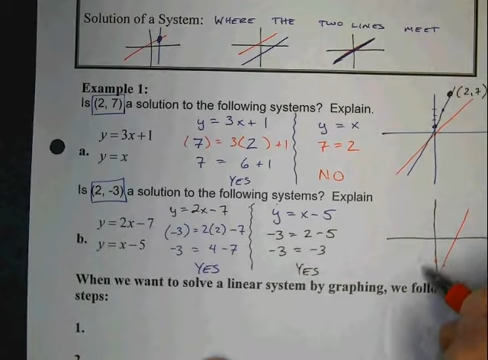 Solution of a System: WHERE THE TWO LINES MEET
Example 1:
Is (2, 7) a solution to the following systems? Explain.
(2,7)
a. y = 3x + 1
y = x
y = 3x + 1
(7) = 3(2) + 1
7 = 6 + 1
YES
y = x
7 = 2
NO
Is (2, -3) a solution to the following systems? Explain
b. y = 2x - 7
y = x - 5
y = 2x - 7
(-3) = 2(2) - 7
-3 = 4 - 7
YES
y = x - 5
-3 = 2 - 5
-3 = -3
YES
When we want to solve a linear system by graphing, we
steps:
1.